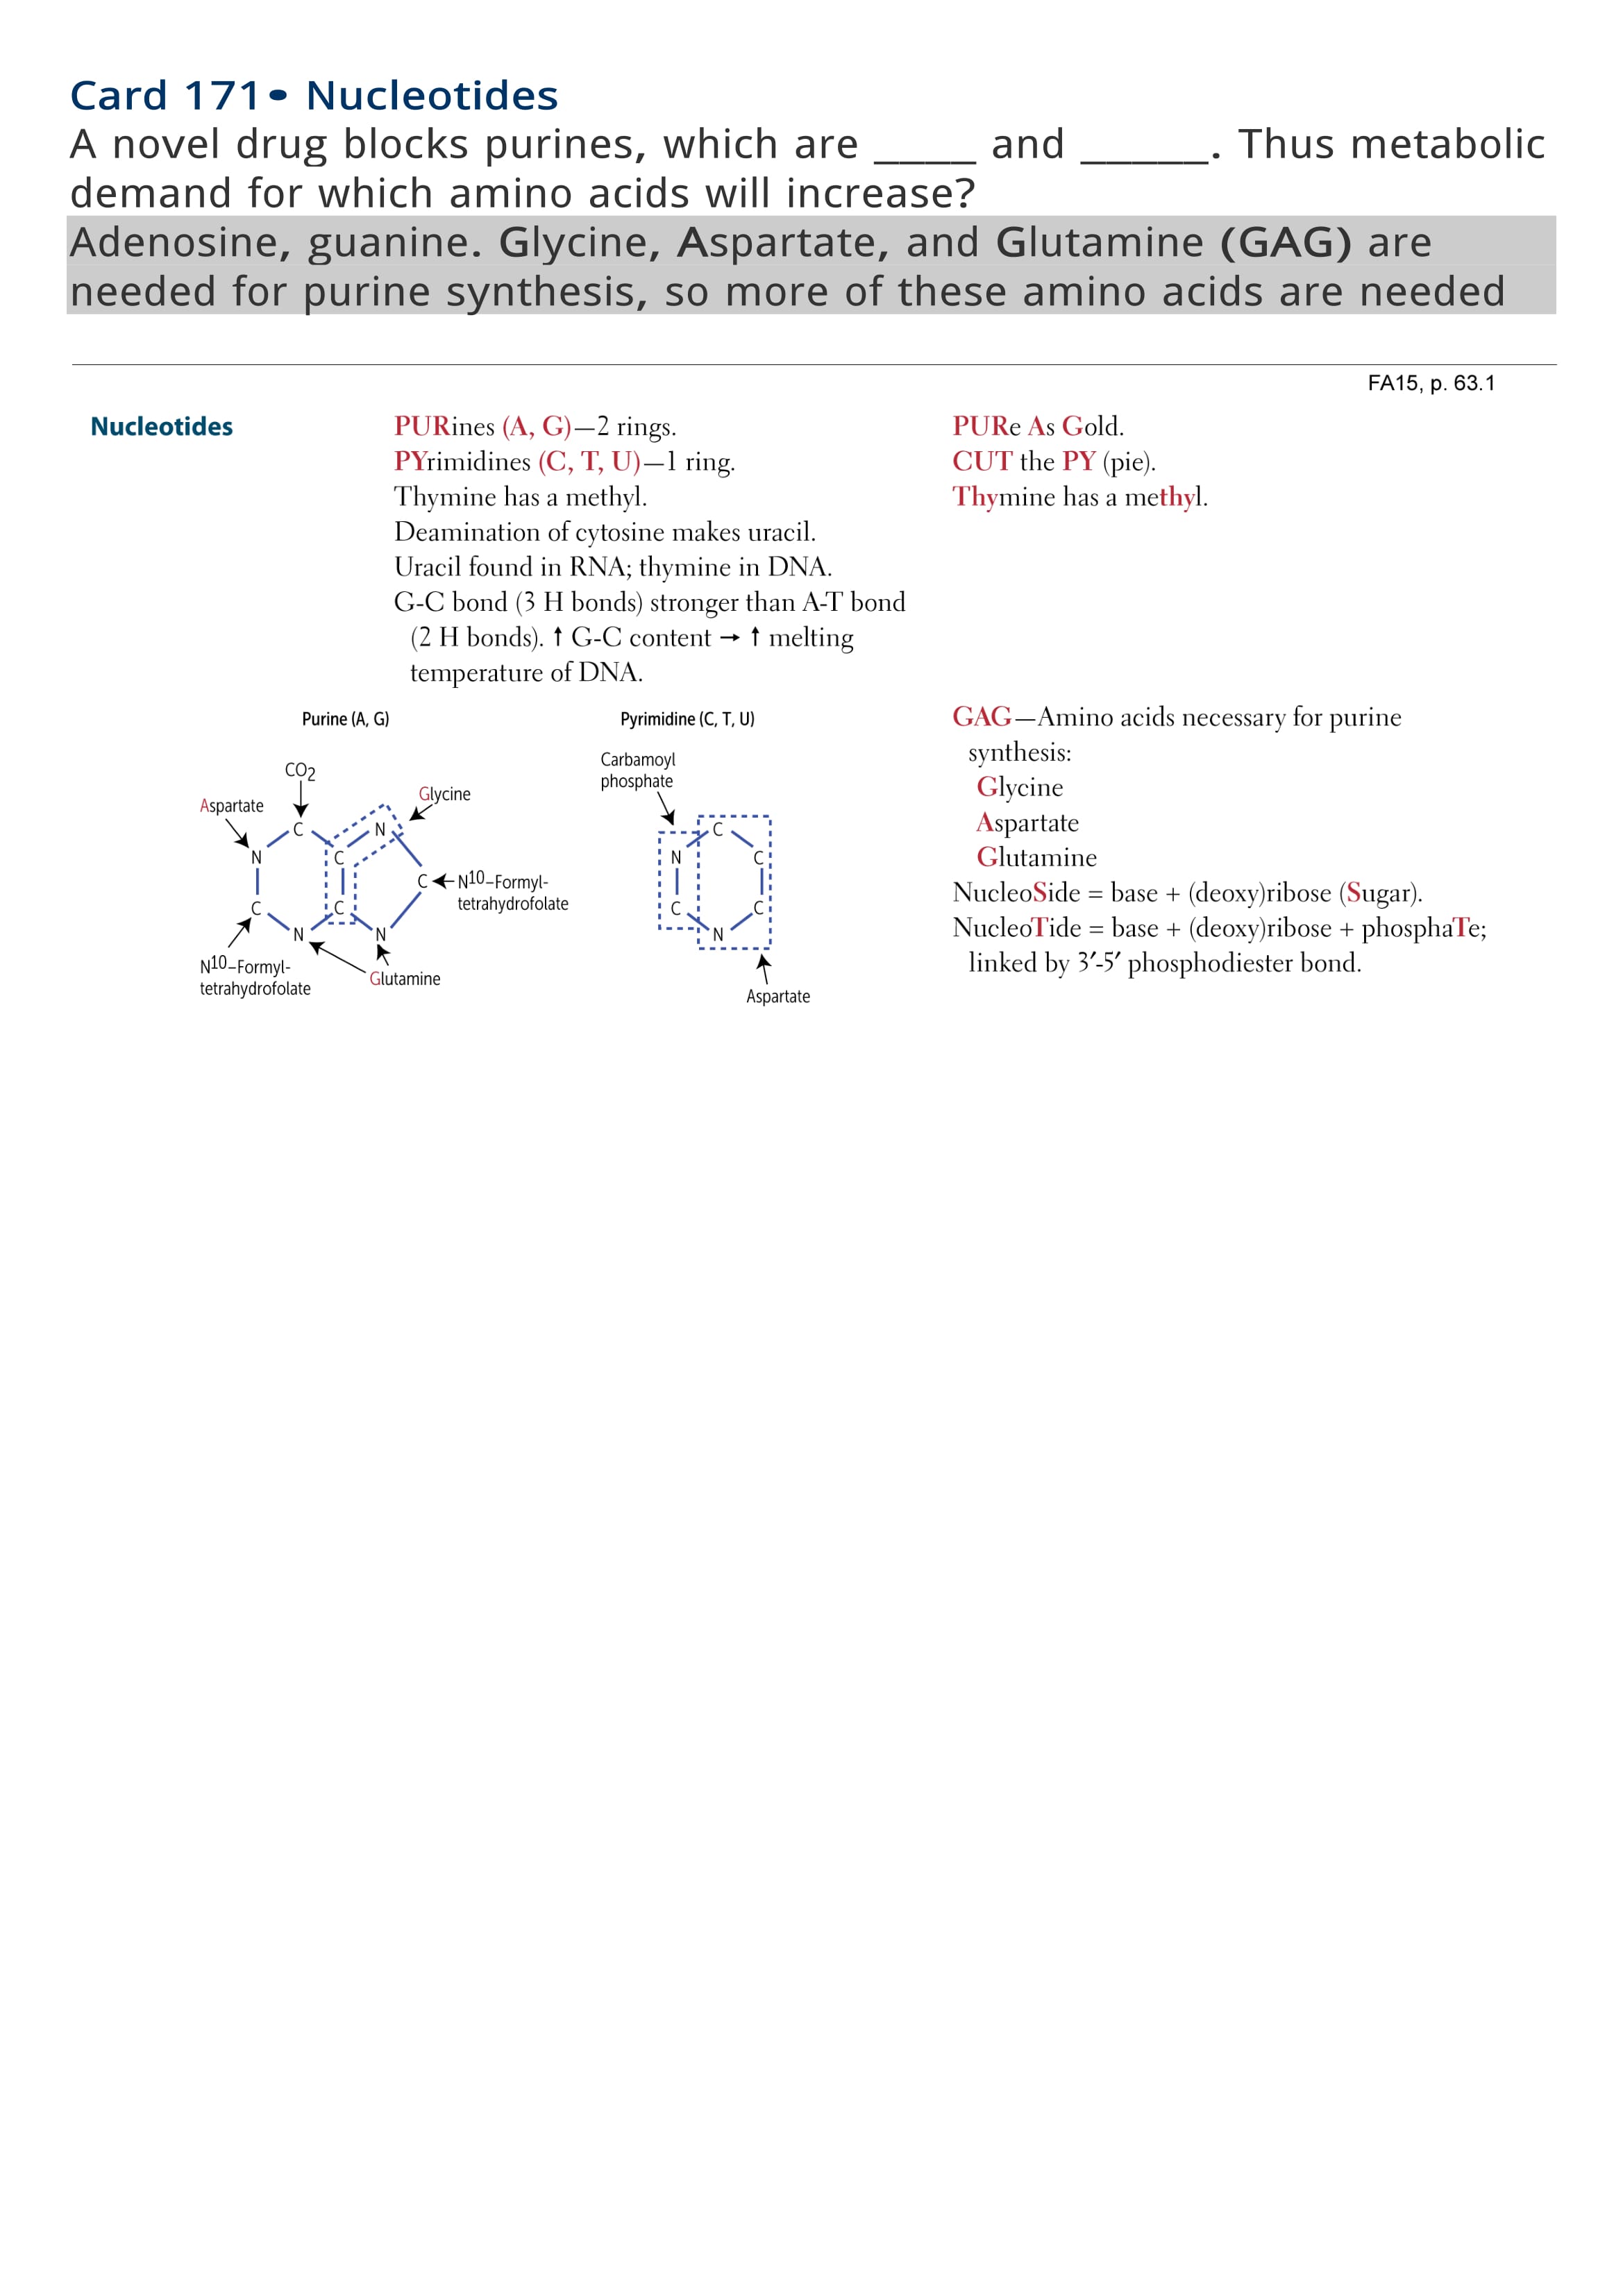 Card 171• Nucleotides
A novel drug blocks purines, which are ____ and _____. Thus metabolic
demand for which amino acids will increase?
Adenosine, guanine. Glycine, Aspartate, and Glutamine (GAG) are
needed for purine synthesis, so more of these amino acids are needed
FA15, p. 63.1
Nucleotides
PURines (A, G)—2 rings.
PYrimidines (C, T, U)—1 ring.
Thymine has a methyl.
Deamination of cytosine makes uracil.
Uracil found in RNA; thymine in DNA.
G-C bond (3 H bonds) stronger than A-T bond
(2 H bonds). ↑ G-C content → ↑ melting
temperature of DNA.
PURe As Gold.
CUT the PY (pie).
Thymine has a methyl.
Purine (A, G)
CO2
Aspartate
Glycine
C
N
N
C
C
N10–Formyl-
tetrahydrofolate
C
C
N
N
N10–Formyl-
tetrahydrofolate
Glutamine
Pyrimidine (C, T, U)
Carbamoyl
phosphate
C
N
C
C
C
N
Aspartate
GAG—Amino acids necessary for purine
synthesis:
Glycine
Aspartate
Glutamine
NucleoSide = base + (deoxy)ribose (Sugar).
NucleoTide = base + (deoxy)ribose + phosphaTe;
linked by 3′-5′ phosphodiester bond.